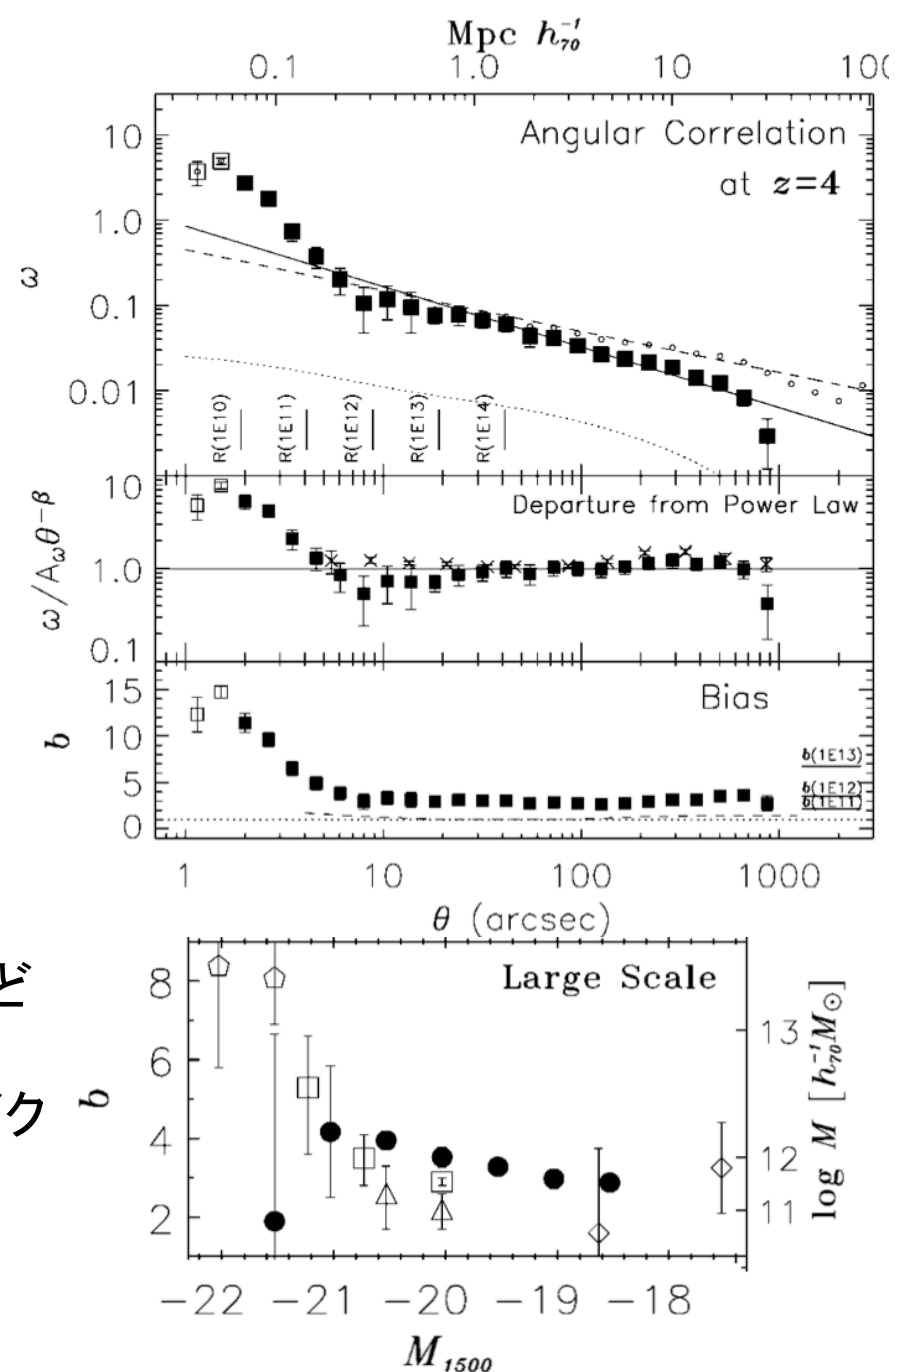 Mpc h₇₀⁻¹
0.1 1.0 10 100
Angular Correlation
at z=4
10
1.0
0.1
0.01
ω
R(1E10) R(1E11) R(1E12) R(1E13) R(1E14)
Departure from Power Law
10
1.0
0.1
ω/A_ωθ^−β
Bias
15
10
5
0
b
b(1E13)
b(1E12)
b(1E11)
1 10 100 1000
θ (arcsec)
ど
Large Scale
8
6
4
2
b
ク
13
12
11
log M [h₇₀⁻¹M⊙]
−22 −21 −20 −19 −18
M₁₅₀₀